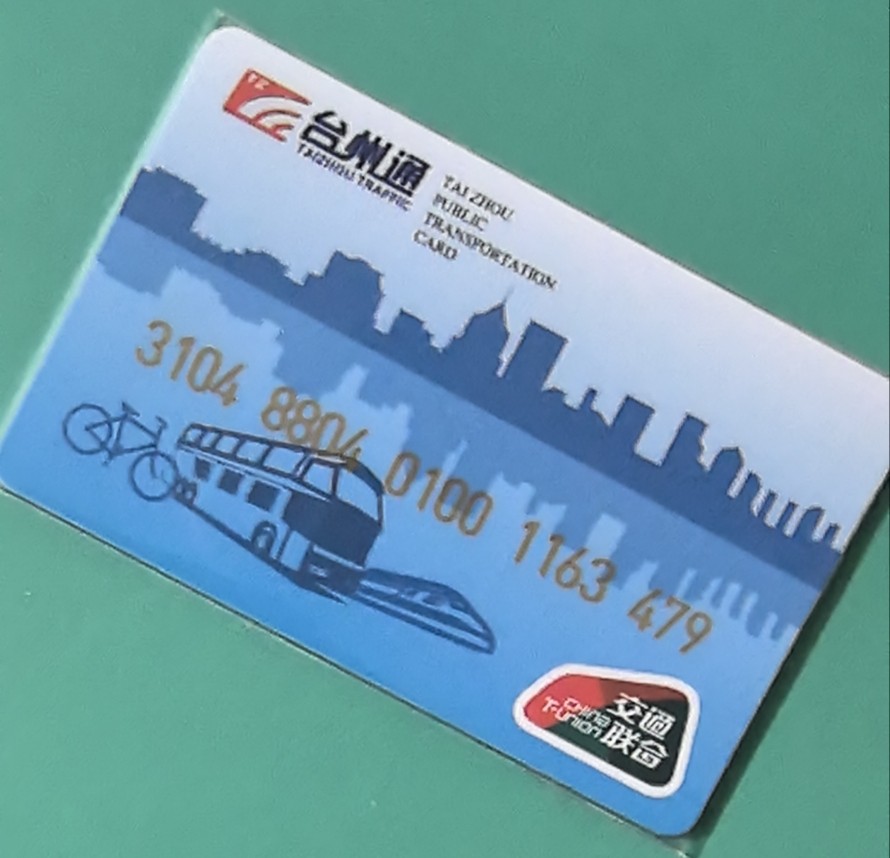 TZ
台州通
TAIZHOU TRAFFIC
TAI ZHOU
PUBLIC
TRANSPORTATION
CARD
3104 8804 0100 1163 479
CHINA
T-UNION
交通
联合